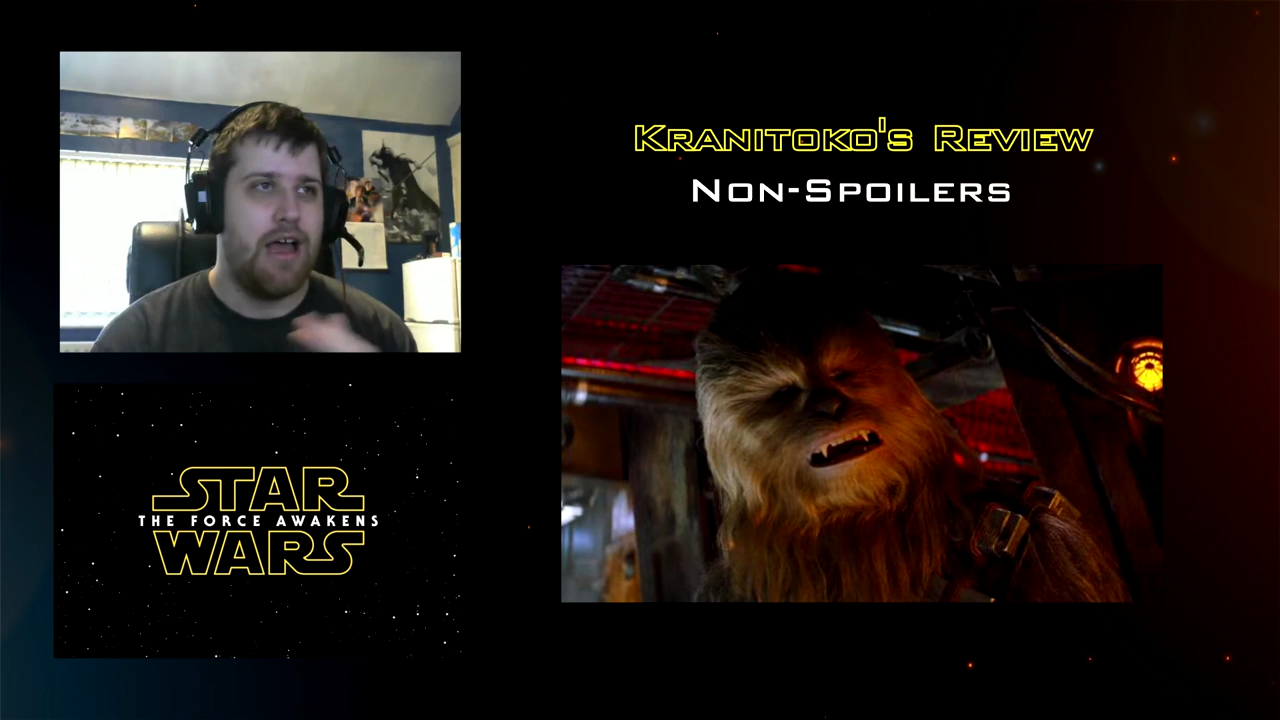 Kranitoko's Review
Non-Spoilers
STAR
THE FORCE AWAKENS
WARS